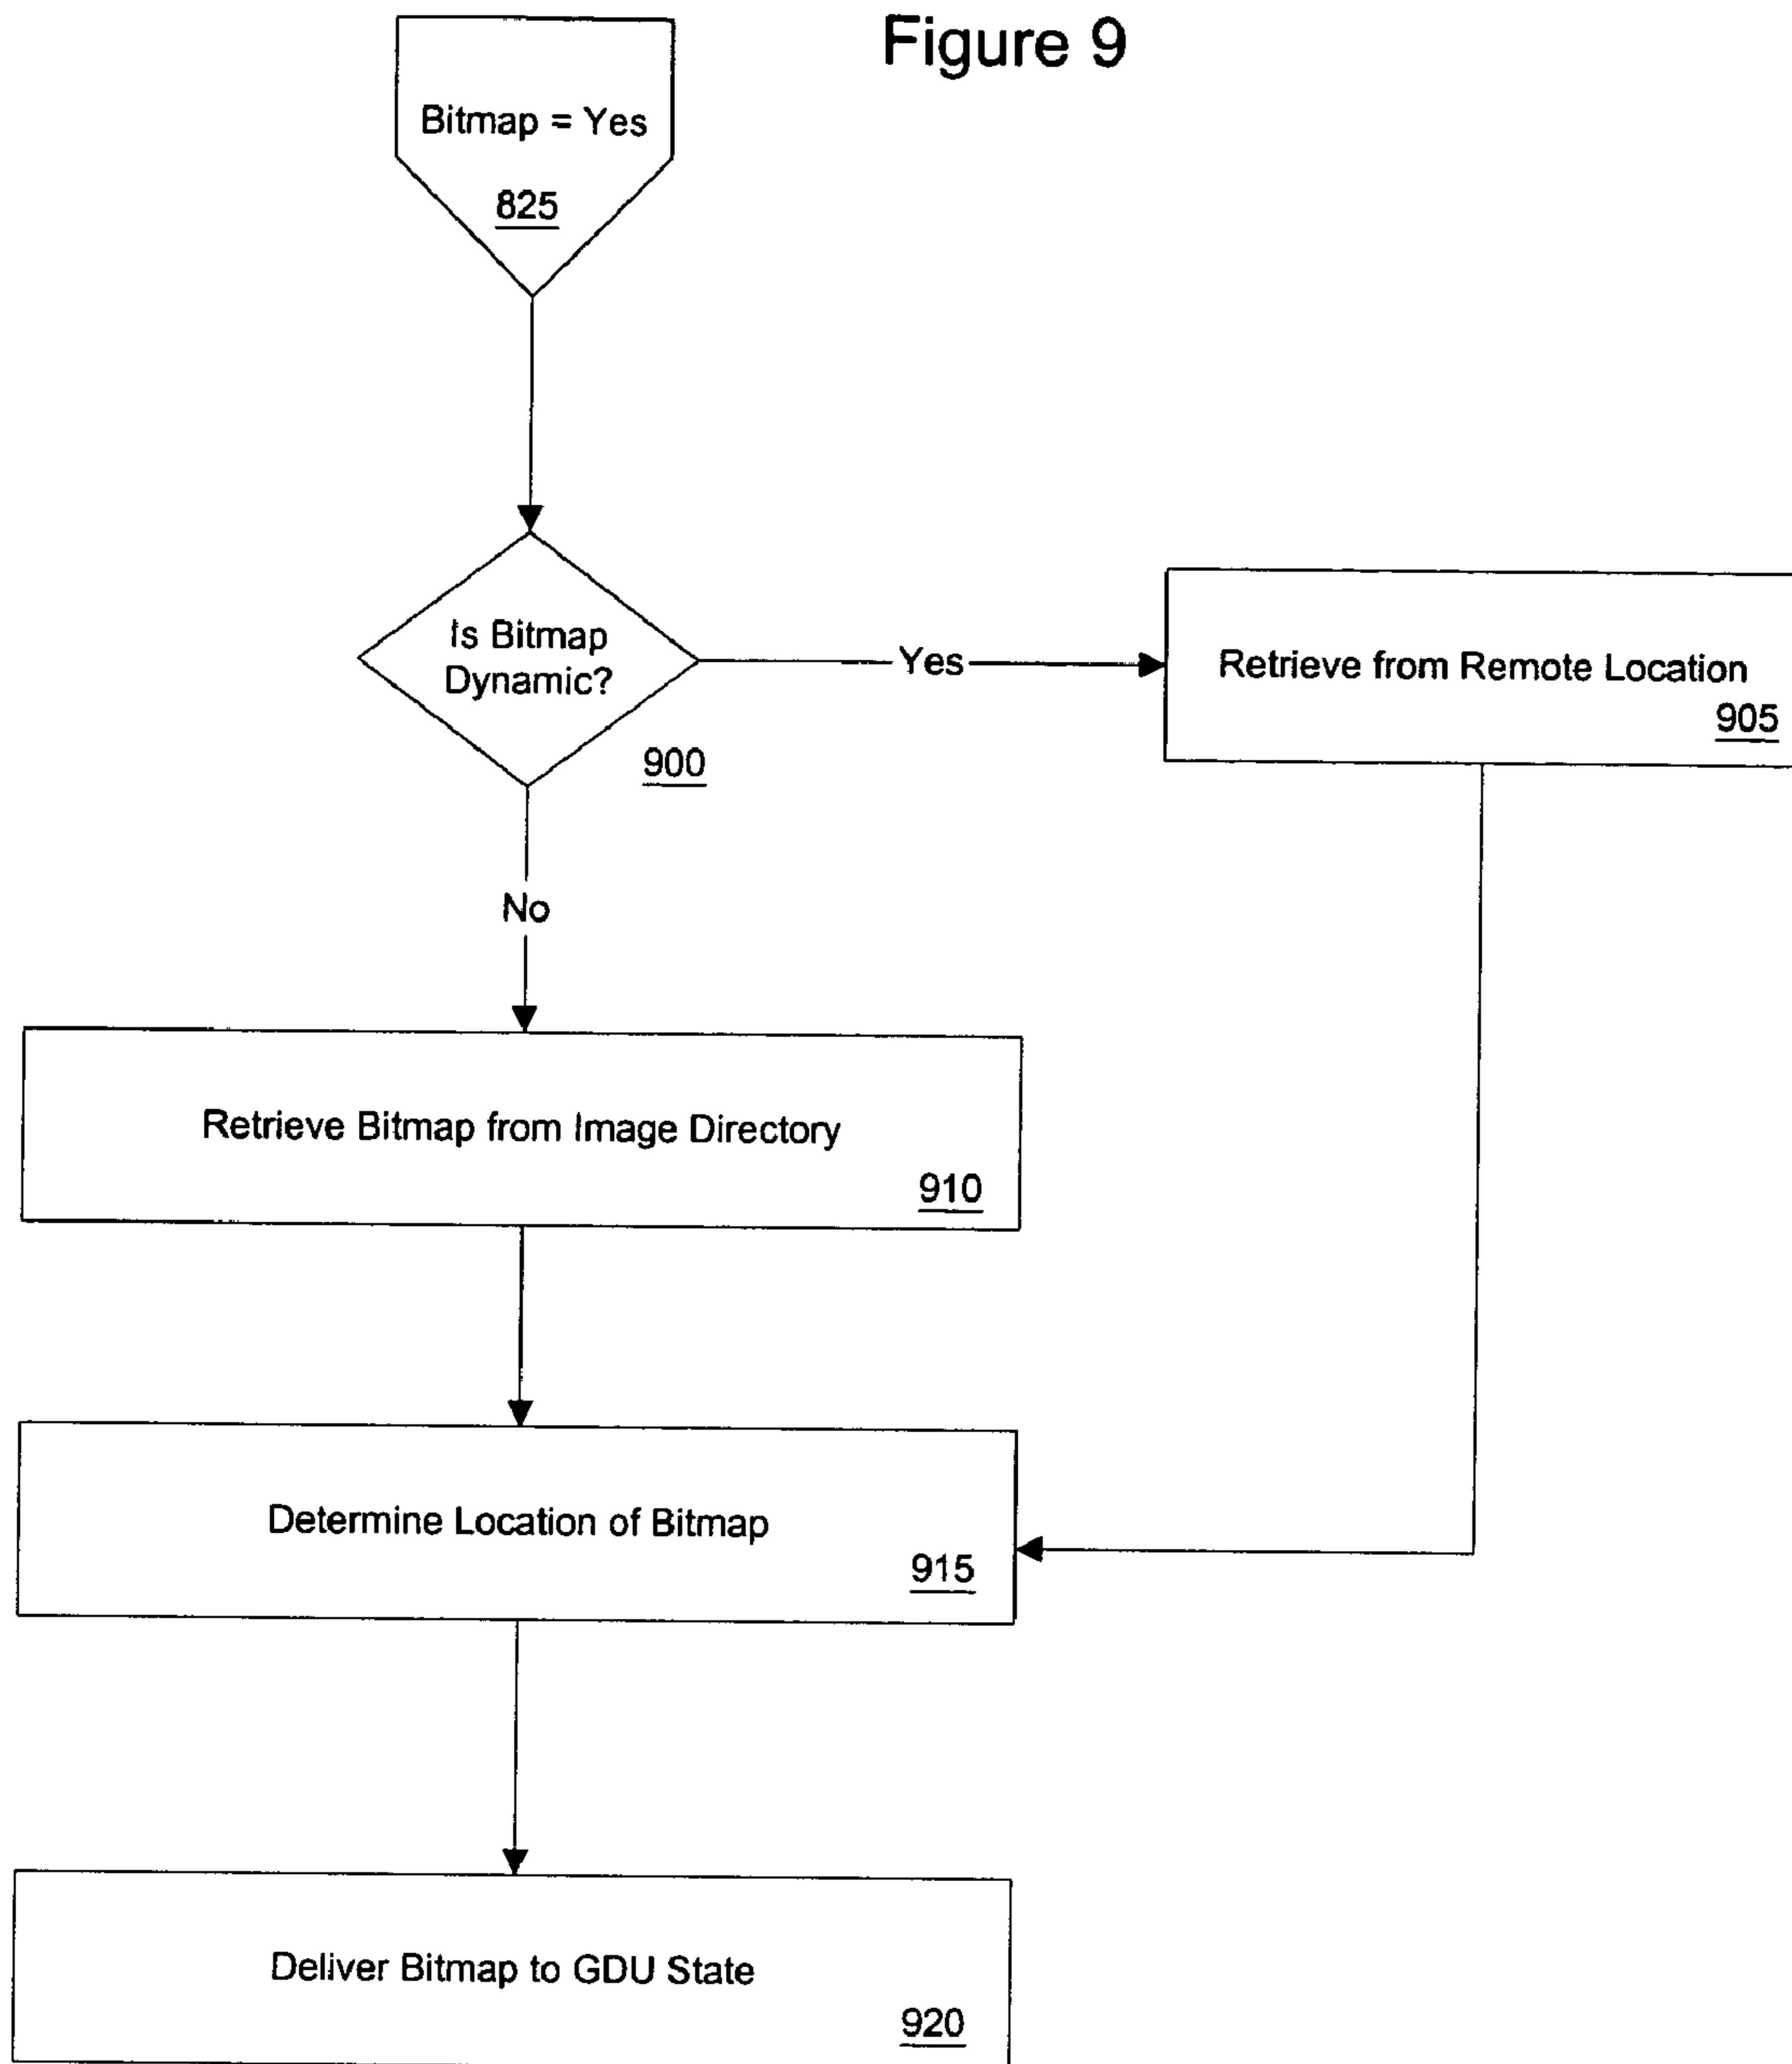 Figure 9
Bitmap = Yes
825
Is Bitmap
Dynamic?
900
Yes
Retrieve from Remote Location
905
No
Retrieve Bitmap from Image Directory
910
Determine Location of Bitmap
915
Deliver Bitmap to GDU State
920